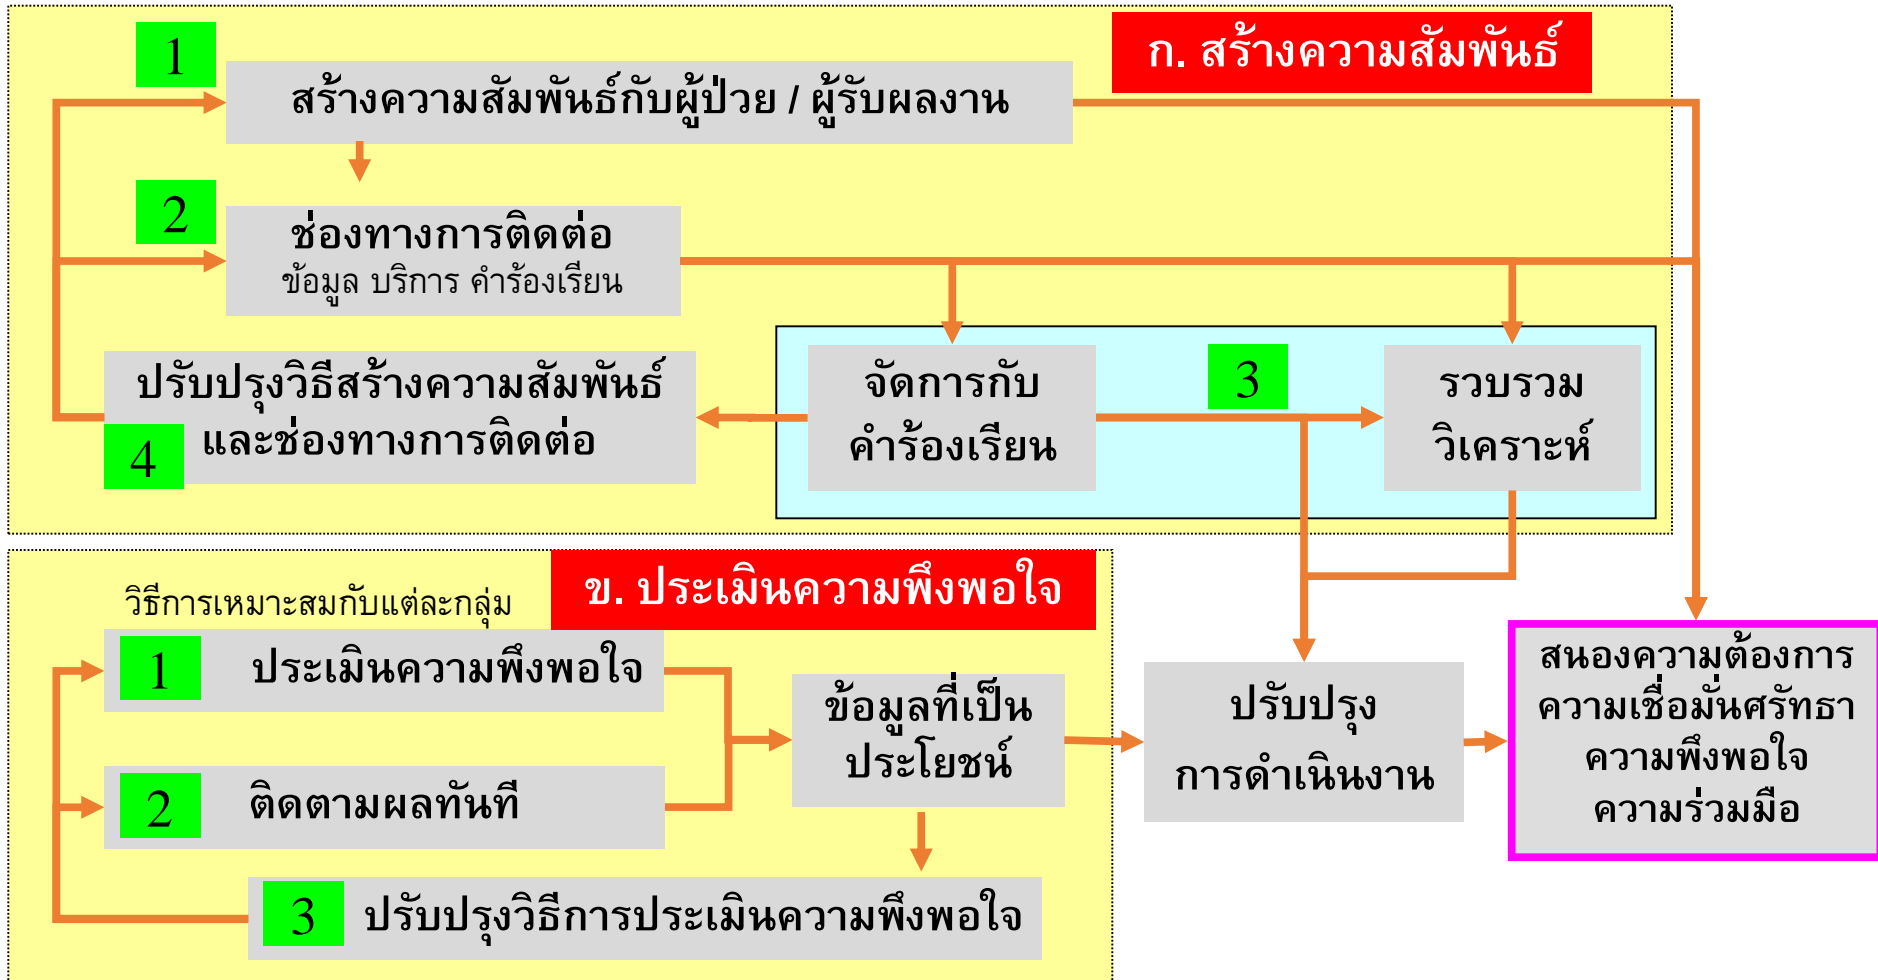 ก. สร้างความสัมพันธ์
1
สร้างความสัมพันธ์กับผู้ป่วย / ผู้รับผลงาน
2
ช่องทางการติดต่อ
ข้อมูล บริการ คำร้องเรียน
ปรับปรุงวิธีสร้างความสัมพันธ์
และช่องทางการติดต่อ
4
จัดการกับ
คำร้องเรียน
3
รวบรวม
วิเคราะห์
ข. ประเมินความพึงพอใจ
วิธีการเหมาะสมกับแต่ละกลุ่ม
1 ประเมินความพึงพอใจ
2 ติดตามผลทันที
3 ปรับปรุงวิธีการประเมินความพึงพอใจ
ข้อมูลที่เป็น
ประโยชน์
ปรับปรุง
การดำเนินงาน
สนองความต้องการ
ความเชื่อมั่นศรัทธา
ความพึงพอใจ
ความร่วมมือ